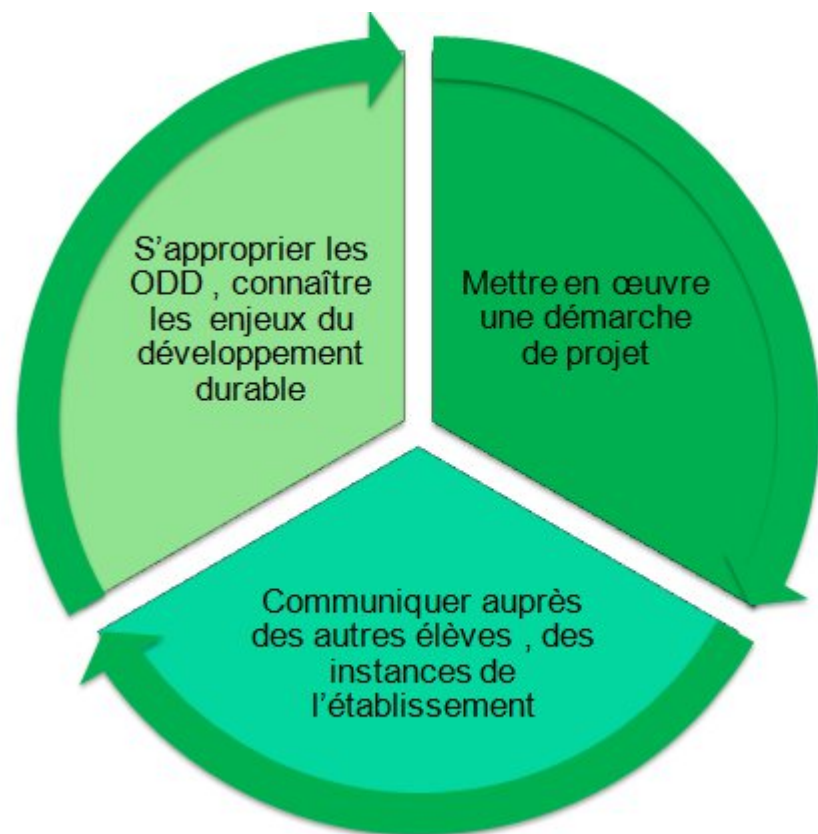 S'approprier les
ODD , connaître
les enjeux du
développement
durable
Mettre en œuvre
une démarche
de projet
Communiquer auprès
des autres élèves , des
instances de
l'établissement